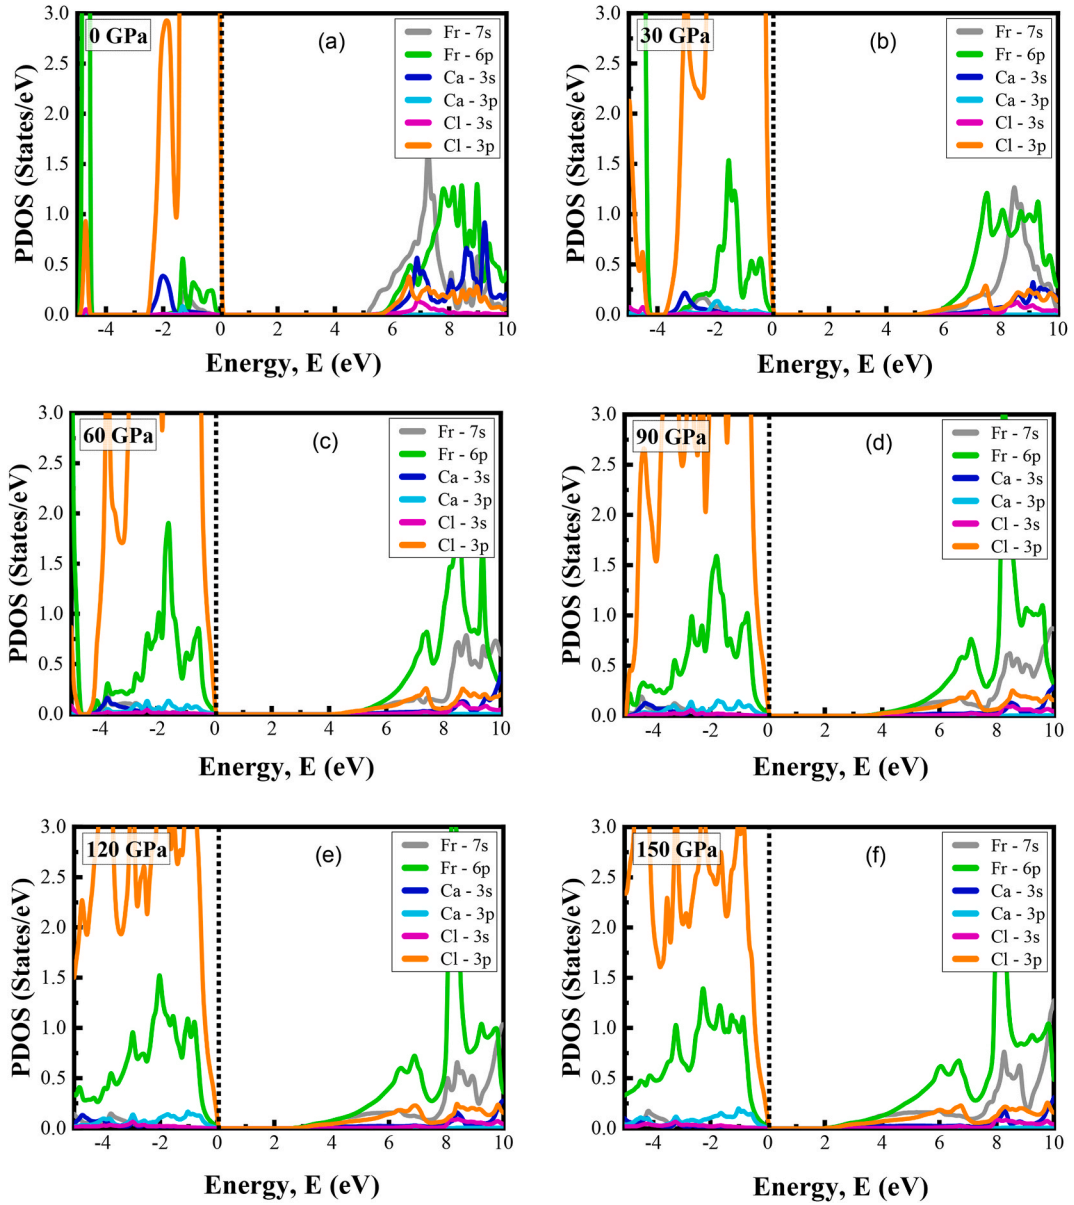 0 GPa
(a)
Fr - 7s
Fr - 6p
Ca - 3s
Ca - 3p
Cl - 3s
Cl - 3p
PDOS (States/eV)
3.0
2.5
2.0
1.5
1.0
0.5
0.0
-4 -2 0 2 4 6 8 10
Energy, E (eV)
30 GPa
(b)
Fr - 7s
Fr - 6p
Ca - 3s
Ca - 3p
Cl - 3s
Cl - 3p
PDOS (States/eV)
3.0
2.5
2.0
1.5
1.0
0.5
0.0
-4 -2 0 2 4 6 8 10
Energy, E (eV)
60 GPa
(c)
Fr - 7s
Fr - 6p
Ca - 3s
Ca - 3p
Cl - 3s
Cl - 3p
PDOS (States/eV)
3.0
2.5
2.0
1.5
1.0
0.5
0.0
-4 -2 0 2 4 6 8 10
Energy, E (eV)
90 GPa
(d)
Fr - 7s
Fr - 6p
Ca - 3s
Ca - 3p
Cl - 3s
Cl - 3p
PDOS (States/eV)
3.0
2.5
2.0
1.5
1.0
0.5
0.0
-4 -2 0 2 4 6 8 10
Energy, E (eV)
120 GPa
(e)
Fr - 7s
Fr - 6p
Ca - 3s
Ca - 3p
Cl - 3s
Cl - 3p
PDOS (States/eV)
3.0
2.5
2.0
1.5
1.0
0.5
0.0
-4 -2 0 2 4 6 8 10
Energy, E (eV)
150 GPa
(f)
Fr - 7s
Fr - 6p
Ca - 3s
Ca - 3p
Cl - 3s
Cl - 3p
PDOS (States/eV)
3.0
2.5
2.0
1.5
1.0
0.5
0.0
-4 -2 0 2 4 6 8 10
Energy, E (eV)